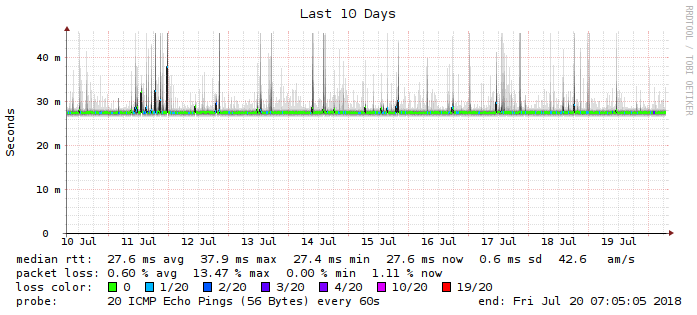 Last 10 Days
RRDTOOL / TOBI OETIKER
Seconds
40 m
30 m
20 m
10 m
0
10 Jul 11 Jul 12 Jul 13 Jul 14 Jul 15 Jul 16 Jul 17 Jul 18 Jul 19 Jul
median rtt: 27.6 ms avg 37.9 ms max 27.4 ms min 27.6 ms now 0.6 ms sd 42.6 am/s
packet loss: 0.60 % avg 13.47 % max 0.00 % min 1.11 % now
loss color: 0 1/20 2/20 3/20 4/20 10/20 19/20
probe: 20 ICMP Echo Pings (56 Bytes) every 60s end: Fri Jul 20 07:05:05 2018